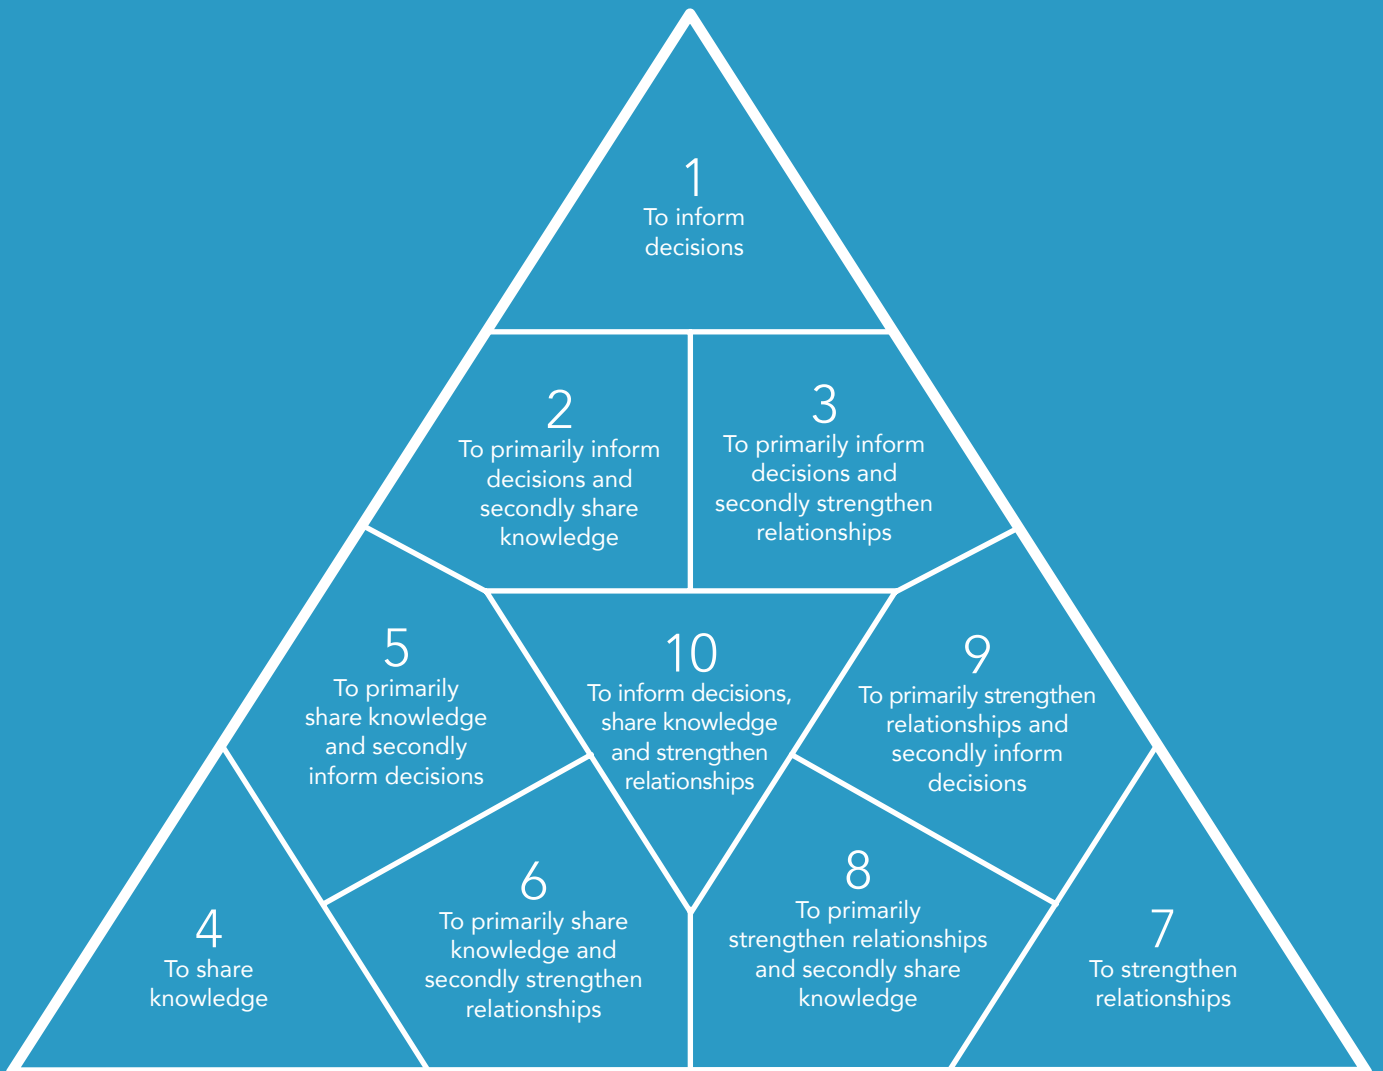 1
To inform
decisions
2
To primarily inform
decisions and
secondly share
knowledge
3
To primarily inform
decisions and
secondly strengthen
relationships
5
To primarily
share knowledge
and secondly
inform decisions
10
To inform decisions,
share knowledge
and strengthen
relationships
9
To primarily strengthen
relationships and
secondly inform
decisions
4
To share
knowledge
6
To primarily share
knowledge and
secondly strengthen
relationships
8
To primarily
strengthen relationships
and secondly share
knowledge
7
To strengthen
relationships